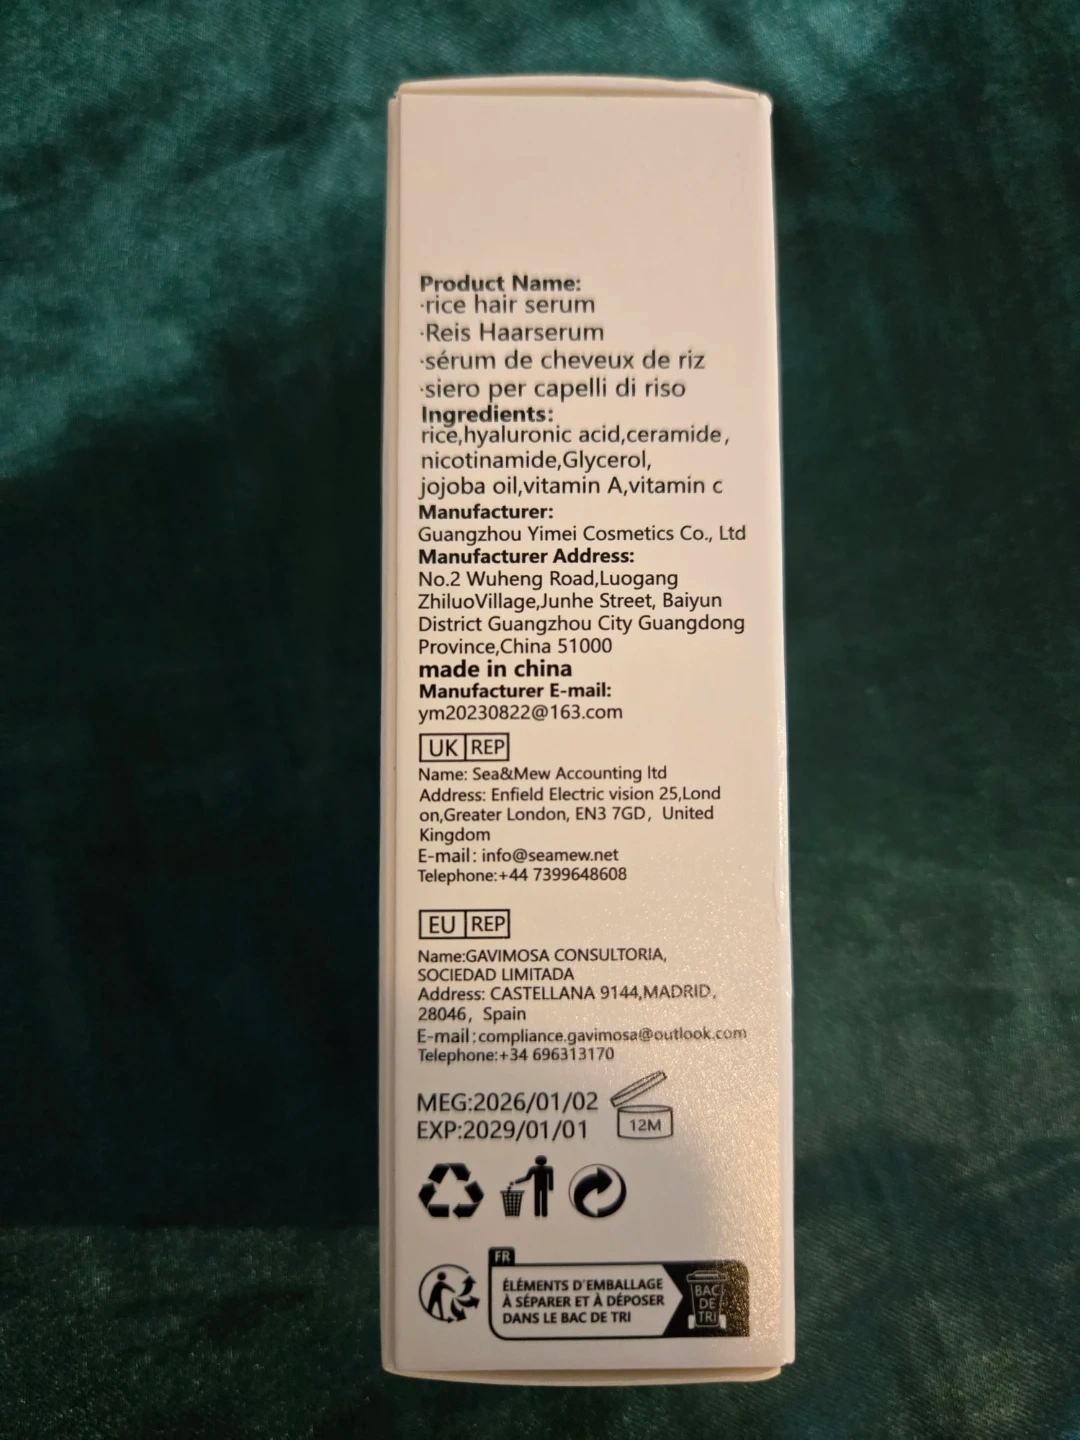 Product Name:
·rice hair serum
·Reis Haarserum
·sérum de cheveux de riz
·siero per capelli di riso
Ingredients:
rice,hyaluronic acid,ceramide,
nicotinamide,Glycerol,
jojoba oil,vitamin A,vitamin c
Manufacturer:
Guangzhou Yimei Cosmetics Co., Ltd
Manufacturer Address:
No.2 Wuheng Road,Luogang
ZhiluoVillage,Junhe Street, Baiyun
District Guangzhou City Guangdong
Province,China 51000
made in china
Manufacturer E-mail:
ym20230822@163.com
UK REP
Name: Sea&Mew Accounting ltd
Address: Enfield Electric vision 25,Lond
on,Greater London, EN3 7GD, United
Kingdom
E-mail: info@seamew.net
Telephone:+44 7399648608
EU REP
Name:GAVIMOSA CONSULTORIA,
SOCIEDAD LIMITADA
Address: CASTELLANA 9144,MADRID,
28046, Spain
E-mail:compliance.gavimosa@outlook.com
Telephone:+34 696313170
MEG:2026/01/02
EXP:2029/01/01
12M
FR
ÉLÉMENTS D'EMBALLAGE
À SÉPARER ET À DÉPOSER
DANS LE BAC DE TRI
BAC
DE
TRI